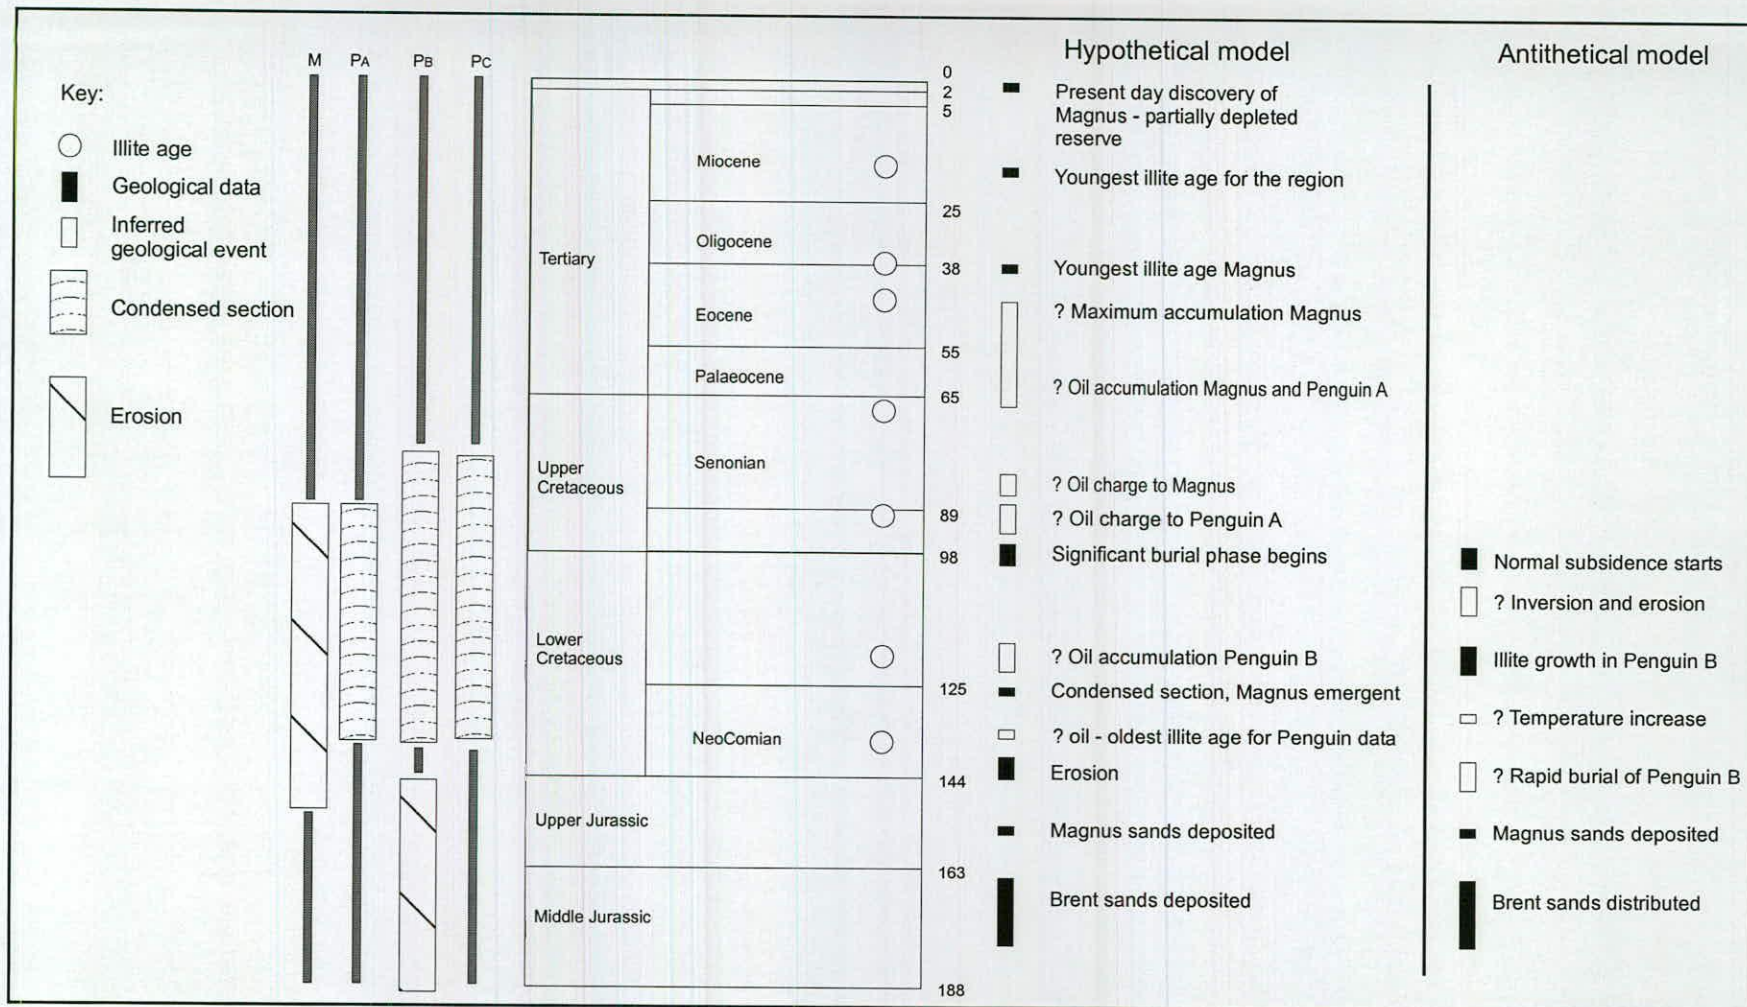 Key:
Illite age
Geological data
Inferred
geological event
Condensed section
Erosion
M PA PB PC
Tertiary
Upper
Cretaceous
Lower
Cretaceous
Upper Jurassic
Middle Jurassic
Miocene
Oligocene
Eocene
Palaeocene
Senonian
NeoComian
0
2
5
25
38
55
65
89
98
125
144
163
188
Hypothetical model
Present day discovery of
Magnus - partially depleted
reserve
Youngest illite age for the region
Youngest illite age Magnus
? Maximum accumulation Magnus
? Oil accumulation Magnus and Penguin A
? Oil charge to Magnus
? Oil charge to Penguin A
Significant burial phase begins
? Oil accumulation Penguin B
Condensed section, Magnus emergent
? oil - oldest illite age for Penguin data
Erosion
Magnus sands deposited
Brent sands deposited
Antithetical model
Normal subsidence starts
? Inversion and erosion
Illite growth in Penguin B
? Temperature increase
? Rapid burial of Penguin B
Magnus sands deposited
Brent sands distributed